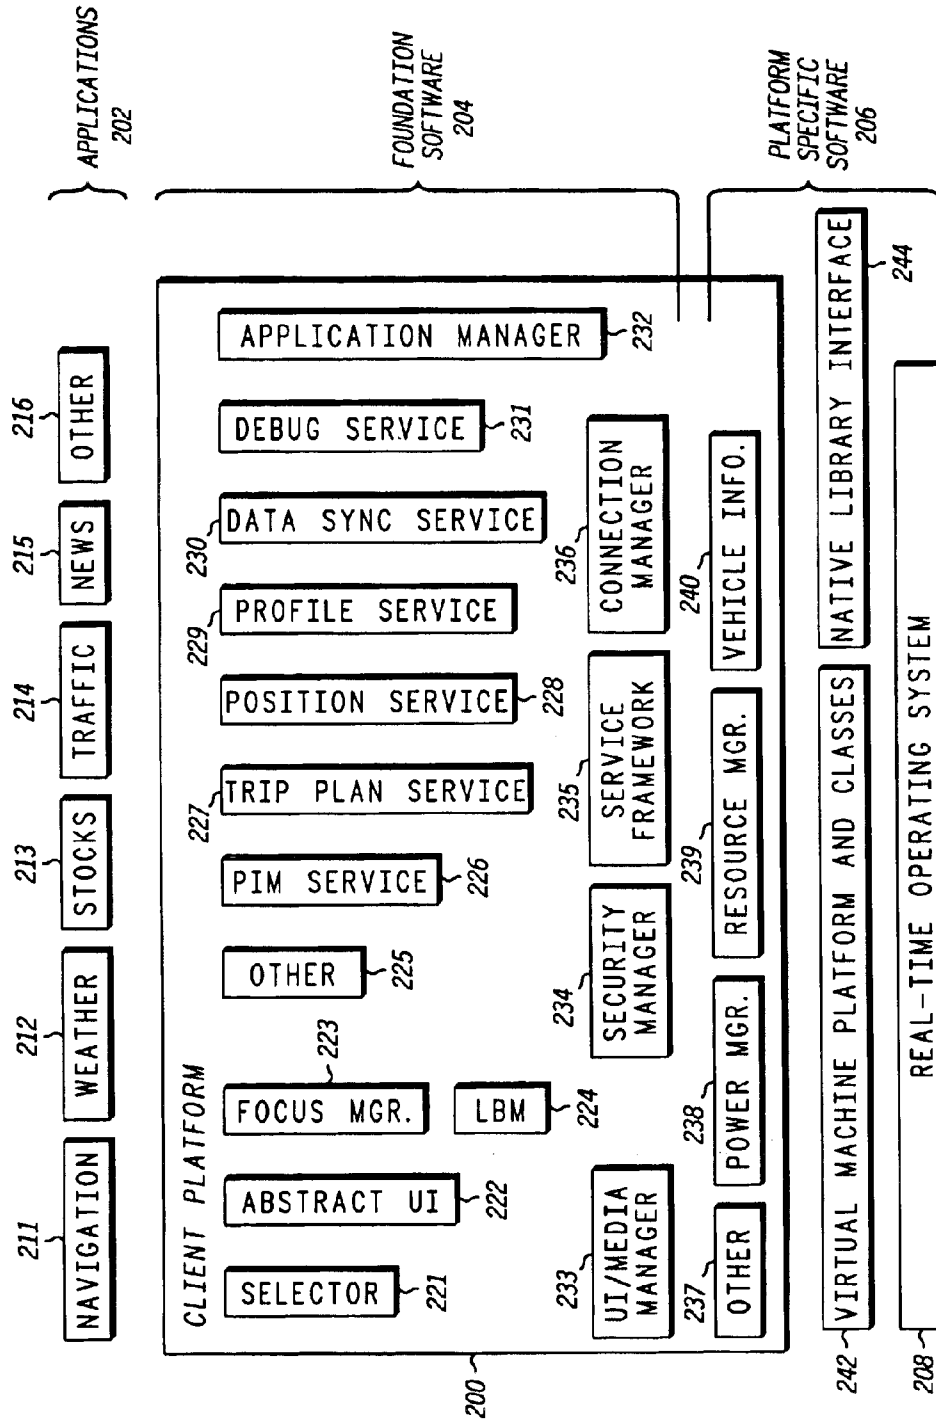 211
212
213
214
215
216
NAVIGATION
WEATHER
STOCKS
TRAFFIC
NEWS
OTHER
APPLICATIONS
202
CLIENT PLATFORM
SELECTOR
221
ABSTRACT UI
222
FOCUS MGR.
223
LBM
224
OTHER
225
PIM SERVICE
226
TRIP PLAN SERVICE
227
POSITION SERVICE
228
PROFILE SERVICE
229
DATA SYNC SERVICE
230
DEBUG SERVICE
231
APPLICATION MANAGER
232
FOUNDATION
SOFTWARE
204
200
233
UI/MEDIA
MANAGER
234
SECURITY
MANAGER
235
SERVICE
FRAMEWORK
236
CONNECTION
MANAGER
237
OTHER
238
POWER MGR.
239
RESOURCE MGR.
240
VEHICLE INFO.
PLATFORM
SPECIFIC
SOFTWARE
206
242
VIRTUAL MACHINE PLATFORM AND CLASSES
NATIVE LIBRARY INTERFACE
244
208
REAL-TIME OPERATING SYSTEM